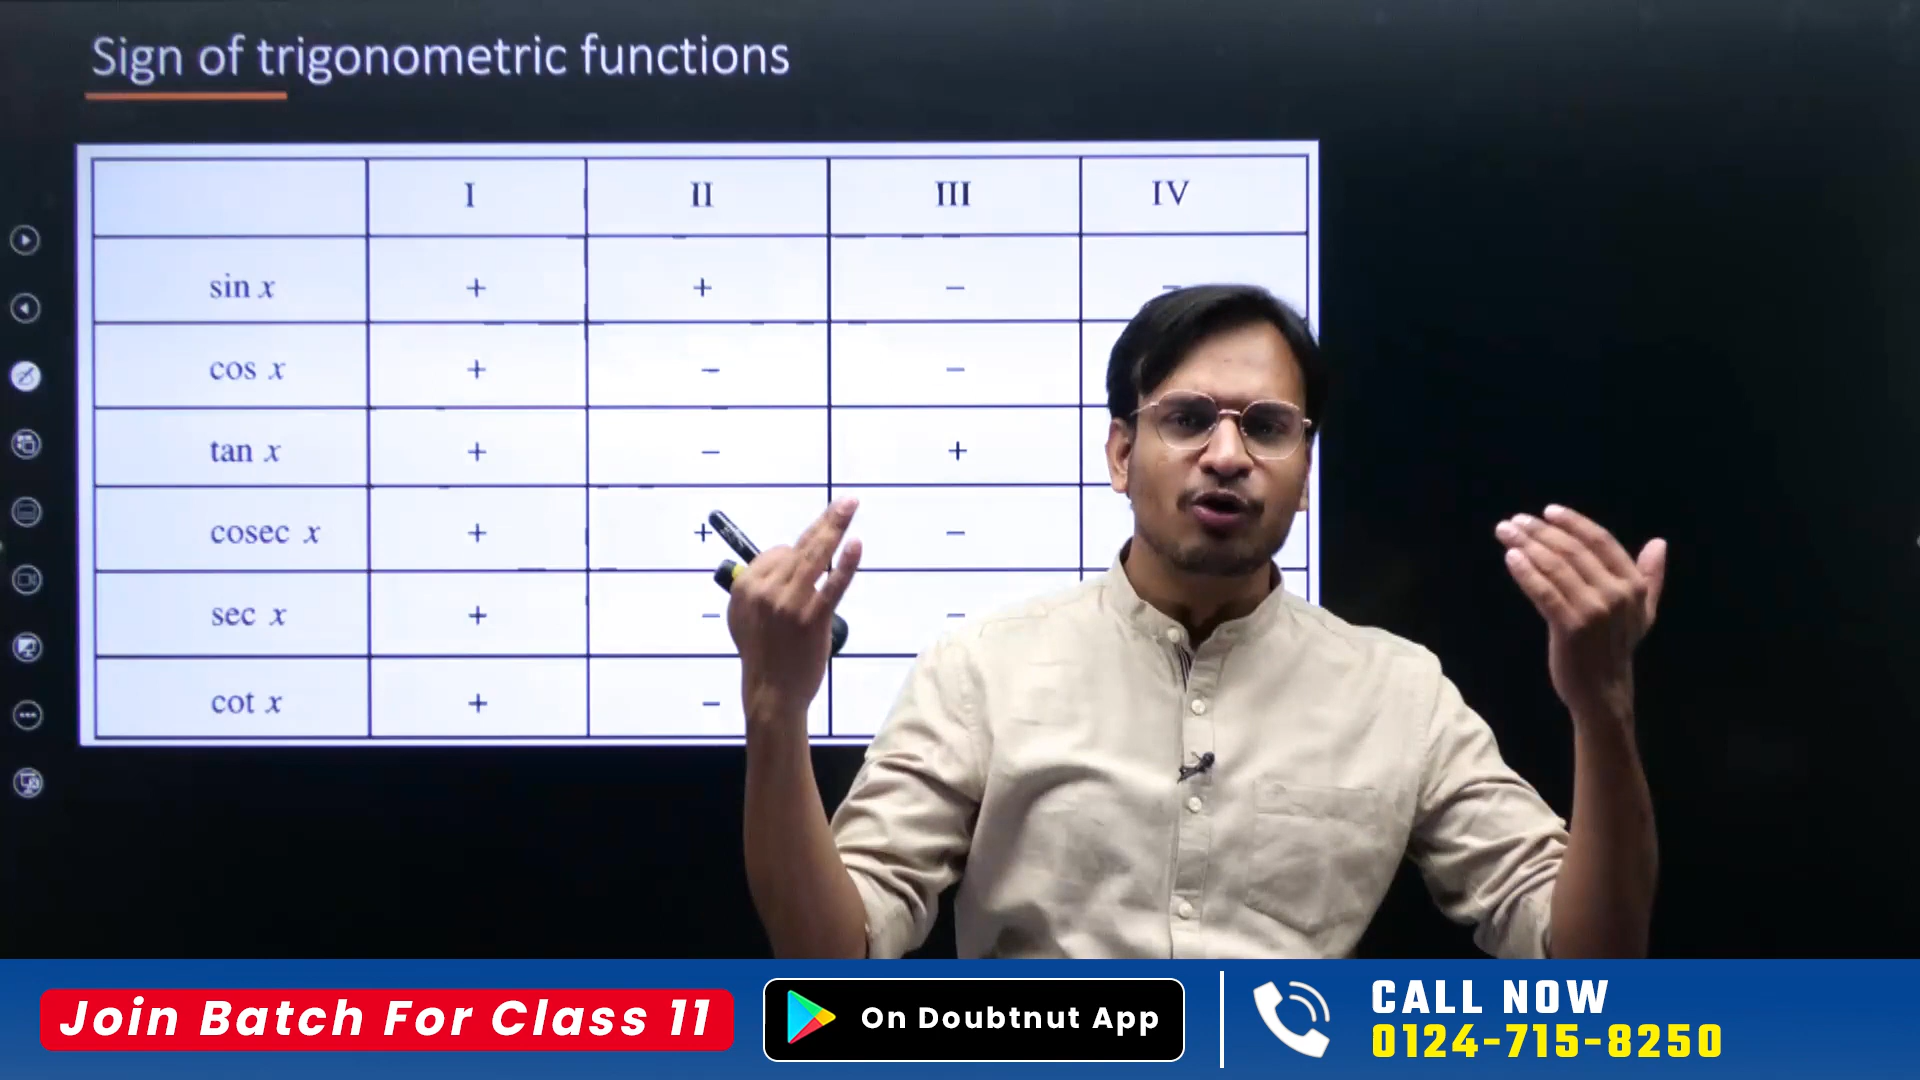 Sign of trigonometric functions
I II III IV
sin x + + − −
cos x + − −
tan x + − +
cosec x + + −
sec x + − −
cot x + −
Join Batch For Class 11
On Doubtnut App
CALL NOW
0124-715-8250